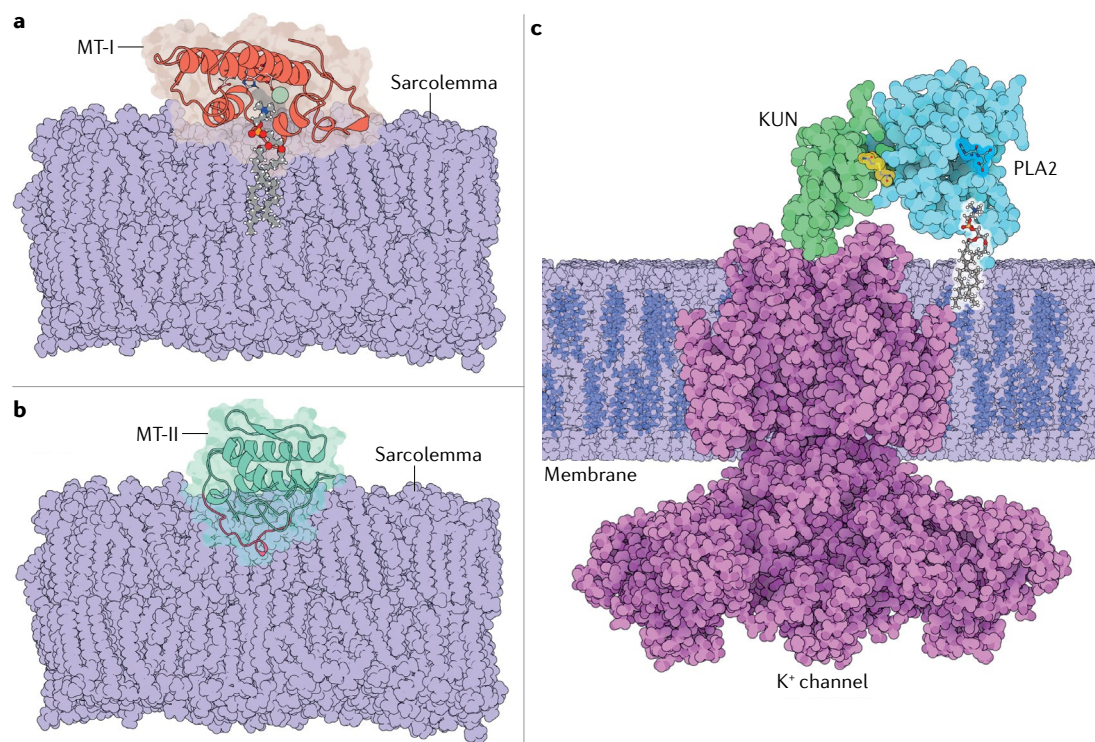 a
MT-I
Sarcolemma
b
MT-II
Sarcolemma
c
KUN
PLA2
Membrane
K⁺ channel